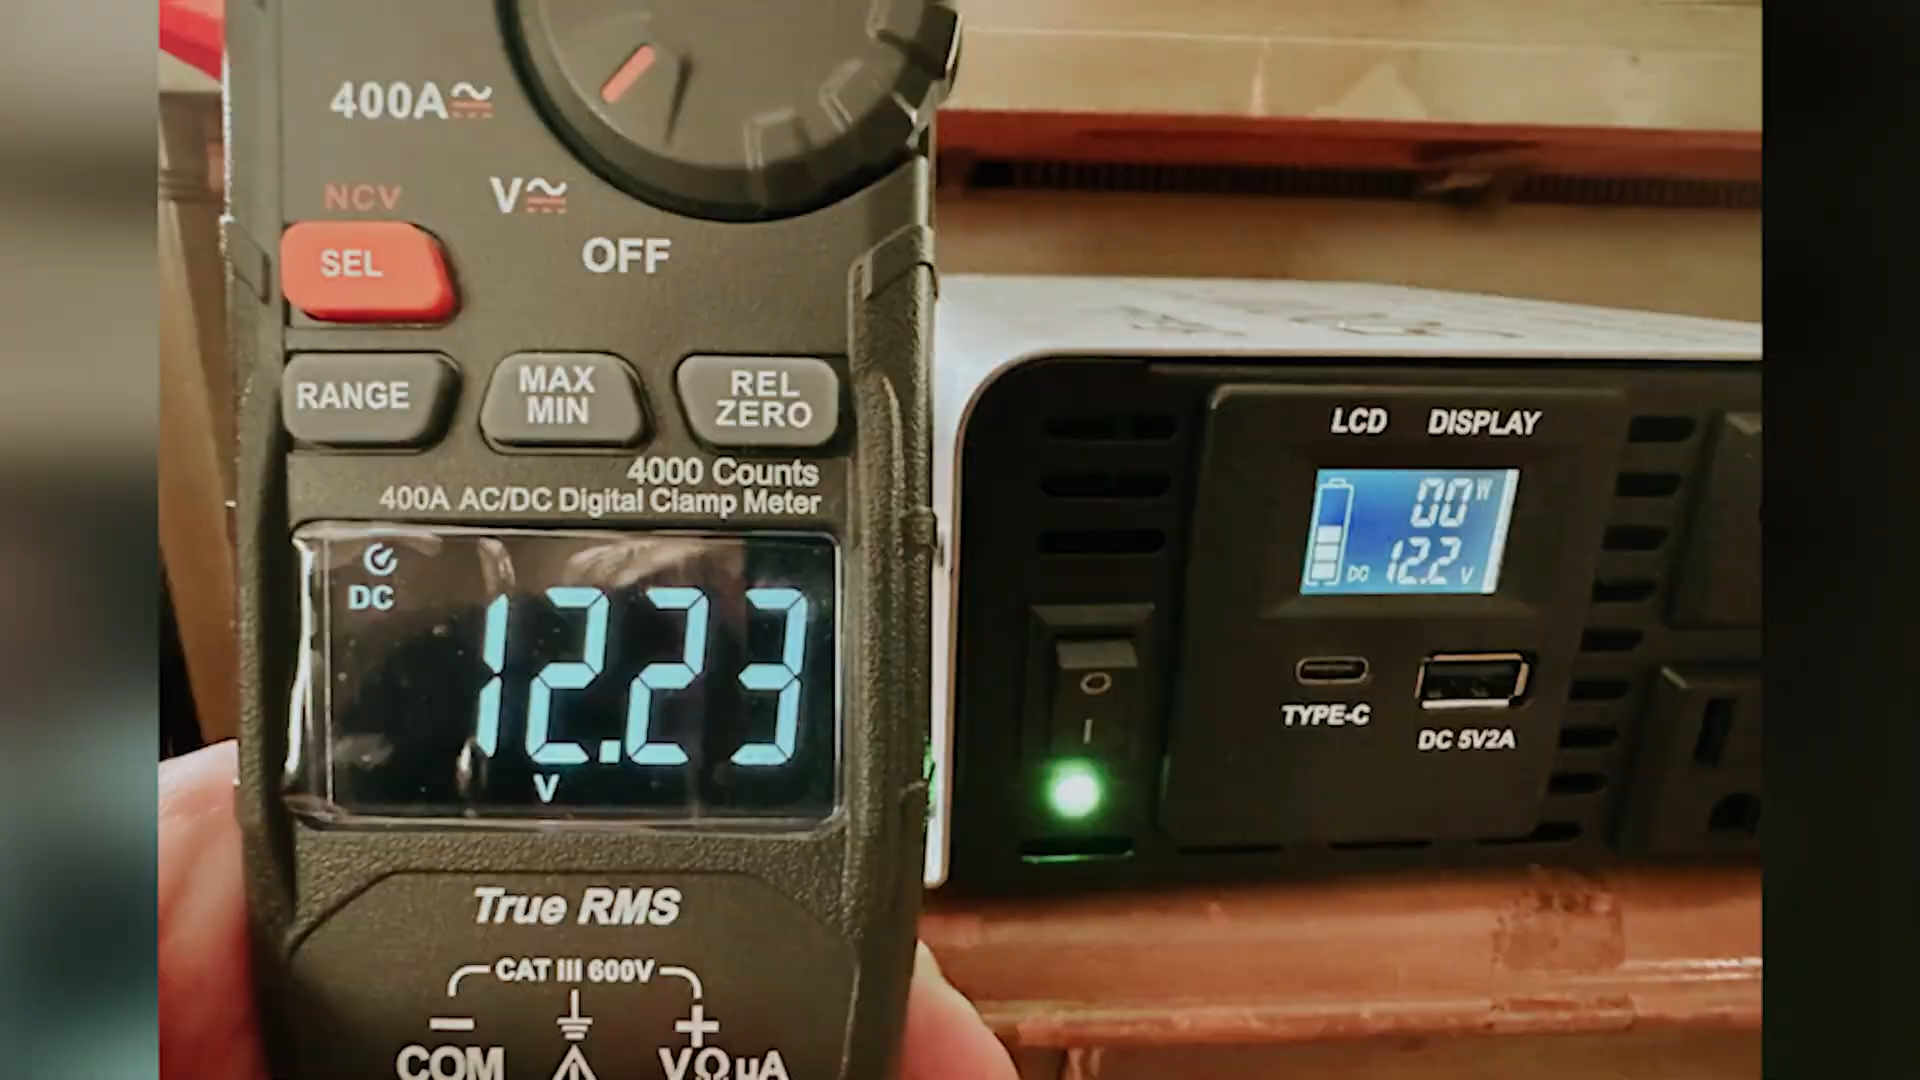 400A
NCV
V
SEL
OFF
RANGE
MAX
MIN
REL
ZERO
4000 Counts
400A AC/DC Digital Clamp Meter
DC
12.23
V
True RMS
CAT III 600V
COM
VΩµA
LCD DISPLAY
00 W
DC 12.2 V
TYPE-C
DC 5V2A